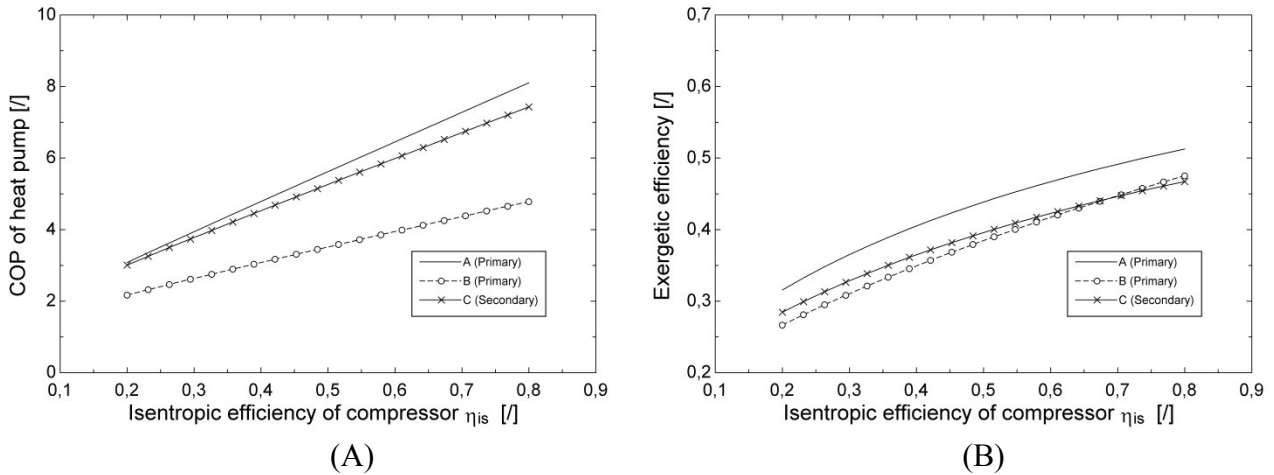 10
8
6
4
2
0
COP of heat pump [/]
A (Primary)
B (Primary)
C (Secondary)
0,1 0,2 0,3 0,4 0,5 0,6 0,7 0,8 0,9
Isentropic efficiency of compressor ηis [/]
(A)
0,7
0,6
0,5
0,4
0,3
0,2
Exergetic efficiency [/]
A (Primary)
B (Primary)
C (Secondary)
0,1 0,2 0,3 0,4 0,5 0,6 0,7 0,8 0,9
Isentropic efficiency of compressor ηis [/]
(B)